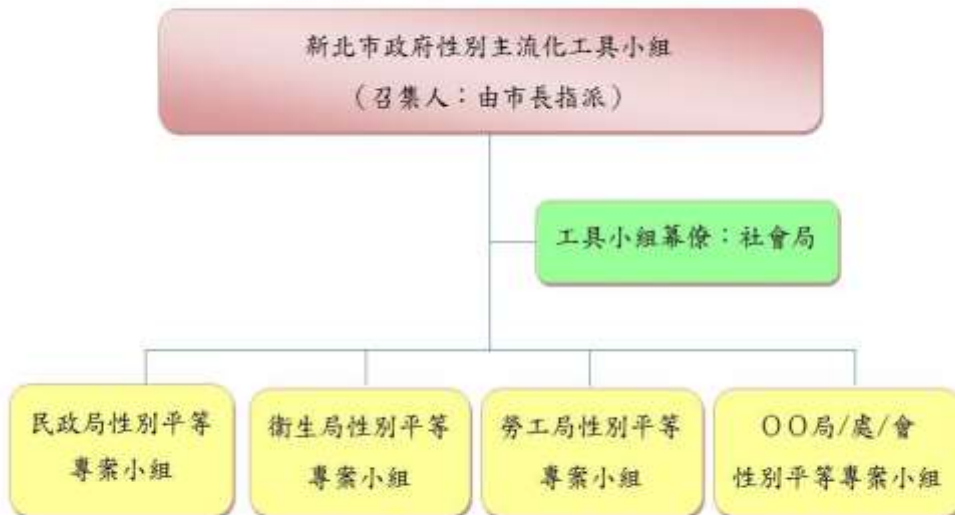 新北市政府性別主流化工具小組
（召集人：由市長指派）
工具小組幕僚：社會局
民政局性別平等
專案小組
衛生局性別平等
專案小組
勞工局性別平等
專案小組
ＯＯ局/處/會
性別平等專案小組